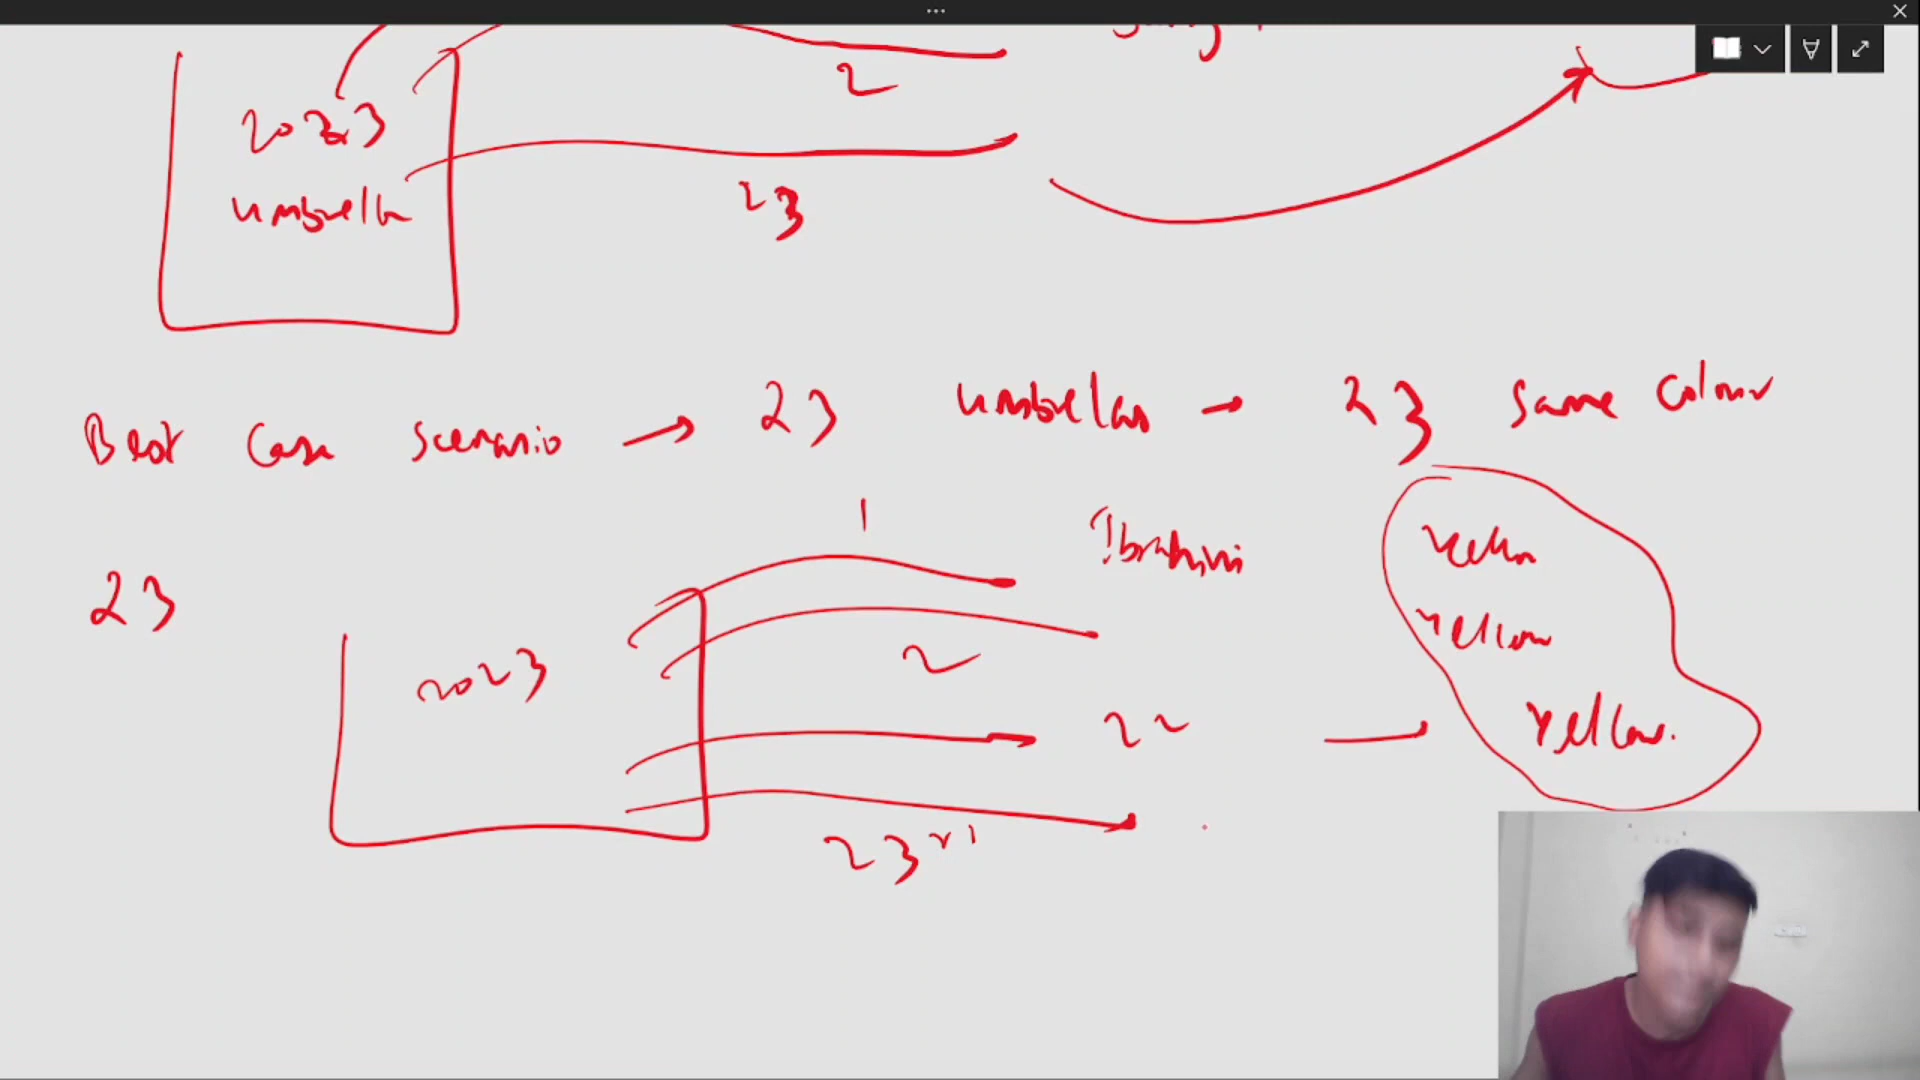 2
2023
umbrella
23
Best Case Scenario → 23 umbrellas → 23 Same Colour
1
Ibrahim
yellow
23
yellow
2
2023
22
yellow.
23rd